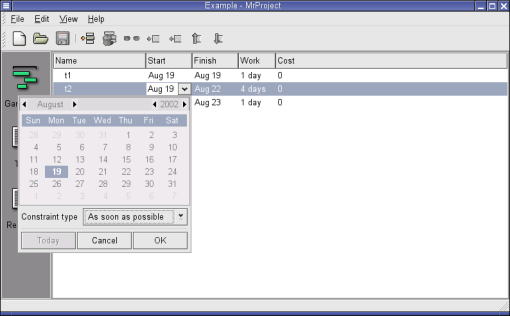 Example - MrProject
File Edit View Help
Name Start Finish Work Cost
t1 Aug 19 Aug 19 1 day 0
t2 Aug 19 Aug 22 4 days 0
Aug 23 1 day 0
August 2002
Sun Mon Tue Wed Thu Fri Sat
28 29 30 31 1 2 3
4 5 6 7 8 9 10
11 12 13 14 15 16 17
18 19 20 21 22 23 24
25 26 27 28 29 30 31
1 2 3 4 5 6 7
Constraint type As soon as possible
Today Cancel OK